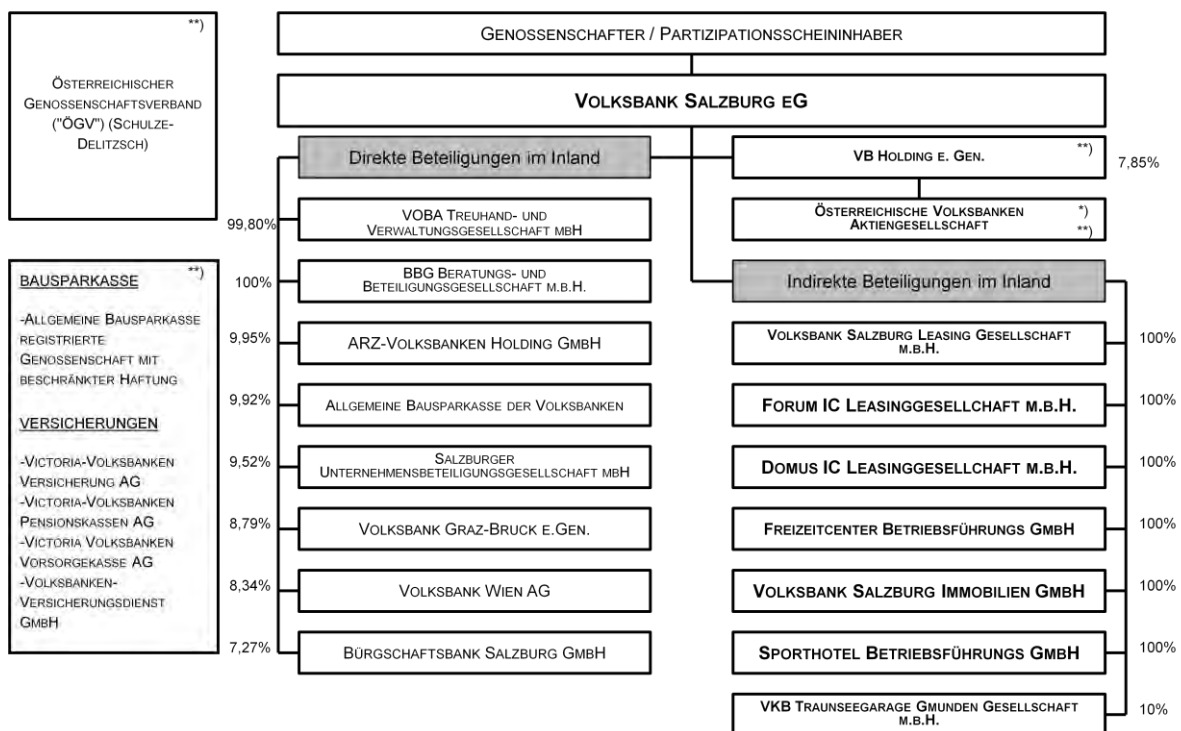 **)
ÖSTERREICHISCHER
GENOSSENSCHAFTSVERBAND
("ÖGV") (SCHULZE-
DELITZSCH)
**)
BAUSPARKASSE
-ALLGEMEINE BAUSPARKASSE
REGISTRIERTE
GENOSSENSCHAFT MIT
BESCHRÄNKTER HAFTUNG
VERSICHERUNGEN
-VICTORIA-VOLKSBANKEN
VERSICHERUNG AG
-VICTORIA-VOLKSBANKEN
PENSIONSKASSEN AG
-VICTORIA VOLKSBANKEN
VORSORGEKASSE AG
-VOLKSBANKEN-
VERSICHERUNGSDIENST
GMBH
GENOSSENSCHAFTER / PARTIZIPATIONSSCHEININHABER
VOLKSBANK SALZBURG EG
Direkte Beteiligungen im Inland
99,80%
VOBA TREUHAND- UND
VERWALTUNGSGESELLSCHAFT MBH
100%
BBG BERATUNGS- UND
BETEILIGUNGSGESELLSCHAFT M.B.H.
9,95%
ARZ-VOLKSBANKEN HOLDING GMBH
9,92%
ALLGEMEINE BAUSPARKASSE DER VOLKSBANKEN
9,52%
SALZBURGER
UNTERNEHMENSBETEILIGUNGSGESELLSCHAFT MBH
8,79%
VOLKSBANK GRAZ-BRUCK E.GEN.
8,34%
VOLKSBANK WIEN AG
7,27%
BÜRGSCHAFTSBANK SALZBURG GMBH
VB HOLDING E. GEN. **)
7,85%
ÖSTERREICHISCHE VOLKSBANKEN *)
AKTIENGESELLSCHAFT **)
Indirekte Beteiligungen im Inland
VOLKSBANK SALZBURG LEASING GESELLSCHAFT
M.B.H.
100%
FORUM IC LEASINGGESELLCHAFT M.B.H.
100%
DOMUS IC LEASINGGESELLCHAFT M.B.H.
100%
FREIZEITCENTER BETRIEBSFÜHRUNGS GMBH
100%
VOLKSBANK SALZBURG IMMOBILIEN GMBH
100%
SPORTHOTEL BETRIEBSFÜHRUNGS GMBH
100%
VKB TRAUNSEEGARAGE GMUNDEN GESELLSCHAFT
M.B.H.
10%